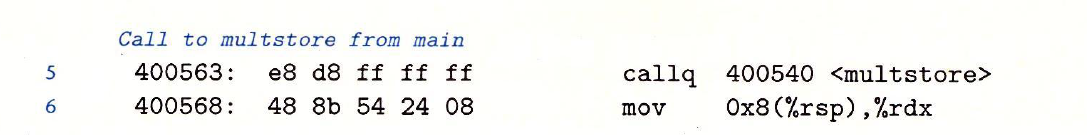 Call to multstore from main
5 400563: e8 d8 ff ff ff callq 400540 <multstore>
6 400568: 48 8b 54 24 08 mov 0x8(%rsp),%rdx